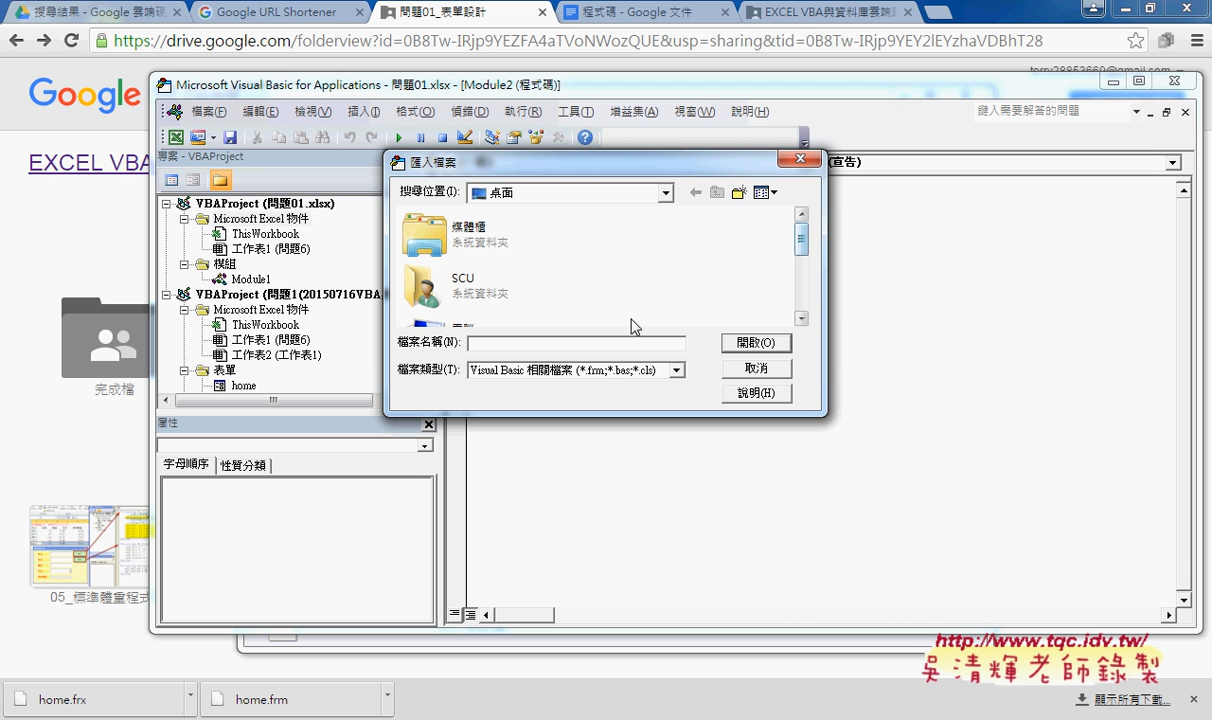 搜尋結果 - Google 雲端硬
Google URL Shortener
問題01_表單設計
程式碼 - Google 文件
EXCEL VBA與資料庫雲端設
https://drive.google.com/folderview?id=0B8Tw-IRjp9YEZFA4aTVoNWozQUE&usp=sharing&tid=0B8Tw-IRjp9YEY2lEYzhaVDBhT28
Google
Microsoft Visual Basic for Applications - 問題01.xlsx - [Module2 (程式碼)]
檔案(F) 編輯(E) 檢視(V) 插入(I) 格式(O) 偵錯(D) 執行(R) 工具(T) 增益集(A) 視窗(W) 說明(H)
鍵入需要解答的問題
EXCEL VBA
專案 - VBAProject
(宣告)
匯入檔案
搜尋位置(I):
桌面
媒體櫃
系統資料夾
SCU
系統資料夾
檔案名稱(N):
開啟(O)
檔案類型(T):
Visual Basic 相關檔案 (*.frm;*.bas;*.cls)
取消
說明(H)
VBAProject (問題01.xlsx)
Microsoft Excel 物件
ThisWorkbook
工作表1 (問題6)
模組
Module1
VBAProject (問題1(20150716VBA
Microsoft Excel 物件
ThisWorkbook
工作表1 (問題6)
工作表2 (工作表1)
表單
home
完成檔
屬性
字母順序
性質分類
05_標準體重程式
http://www.tqc.idv.tw/
吳清輝老師錄製
home.frx
home.frm
顯示所有下載...